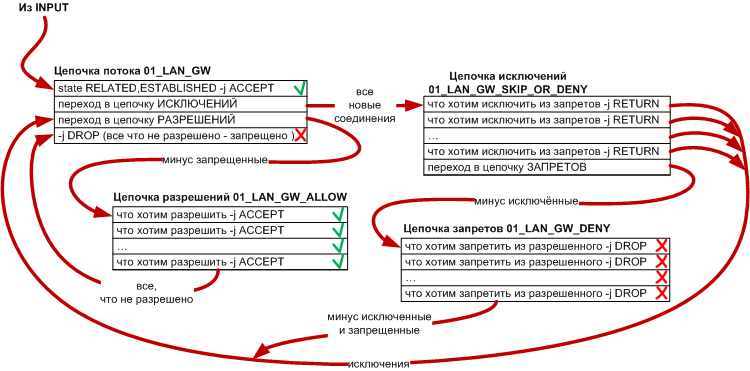 Из INPUT
Цепочка потока 01_LAN_GW
state RELATED,ESTABLISHED -j ACCEPT
переход в цепочку ИСКЛЮЧЕНИЙ
переход в цепочку РАЗРЕШЕНИЙ
-j DROP (все что не разрешено - запрещено )
все
новые
соединения
Цепочка исключений
01_LAN_GW_SKIP_OR_DENY
что хотим исключить из запретов -j RETURN
что хотим исключить из запретов -j RETURN
...
что хотим исключить из запретов -j RETURN
переход в цепочку ЗАПРЕТОВ
минус запрещенные
минус исключённые
Цепочка разрешений 01_LAN_GW_ALLOW
что хотим разрешить -j ACCEPT
что хотим разрешить -j ACCEPT
...
что хотим разрешить -j ACCEPT
все,
что не разрешено
Цепочка запретов 01_LAN_GW_DENY
что хотим запретить из разрешенного -j DROP
что хотим запретить из разрешенного -j DROP
...
что хотим запретить из разрешенного -j DROP
минус исключенные
и запрещенные
исключения